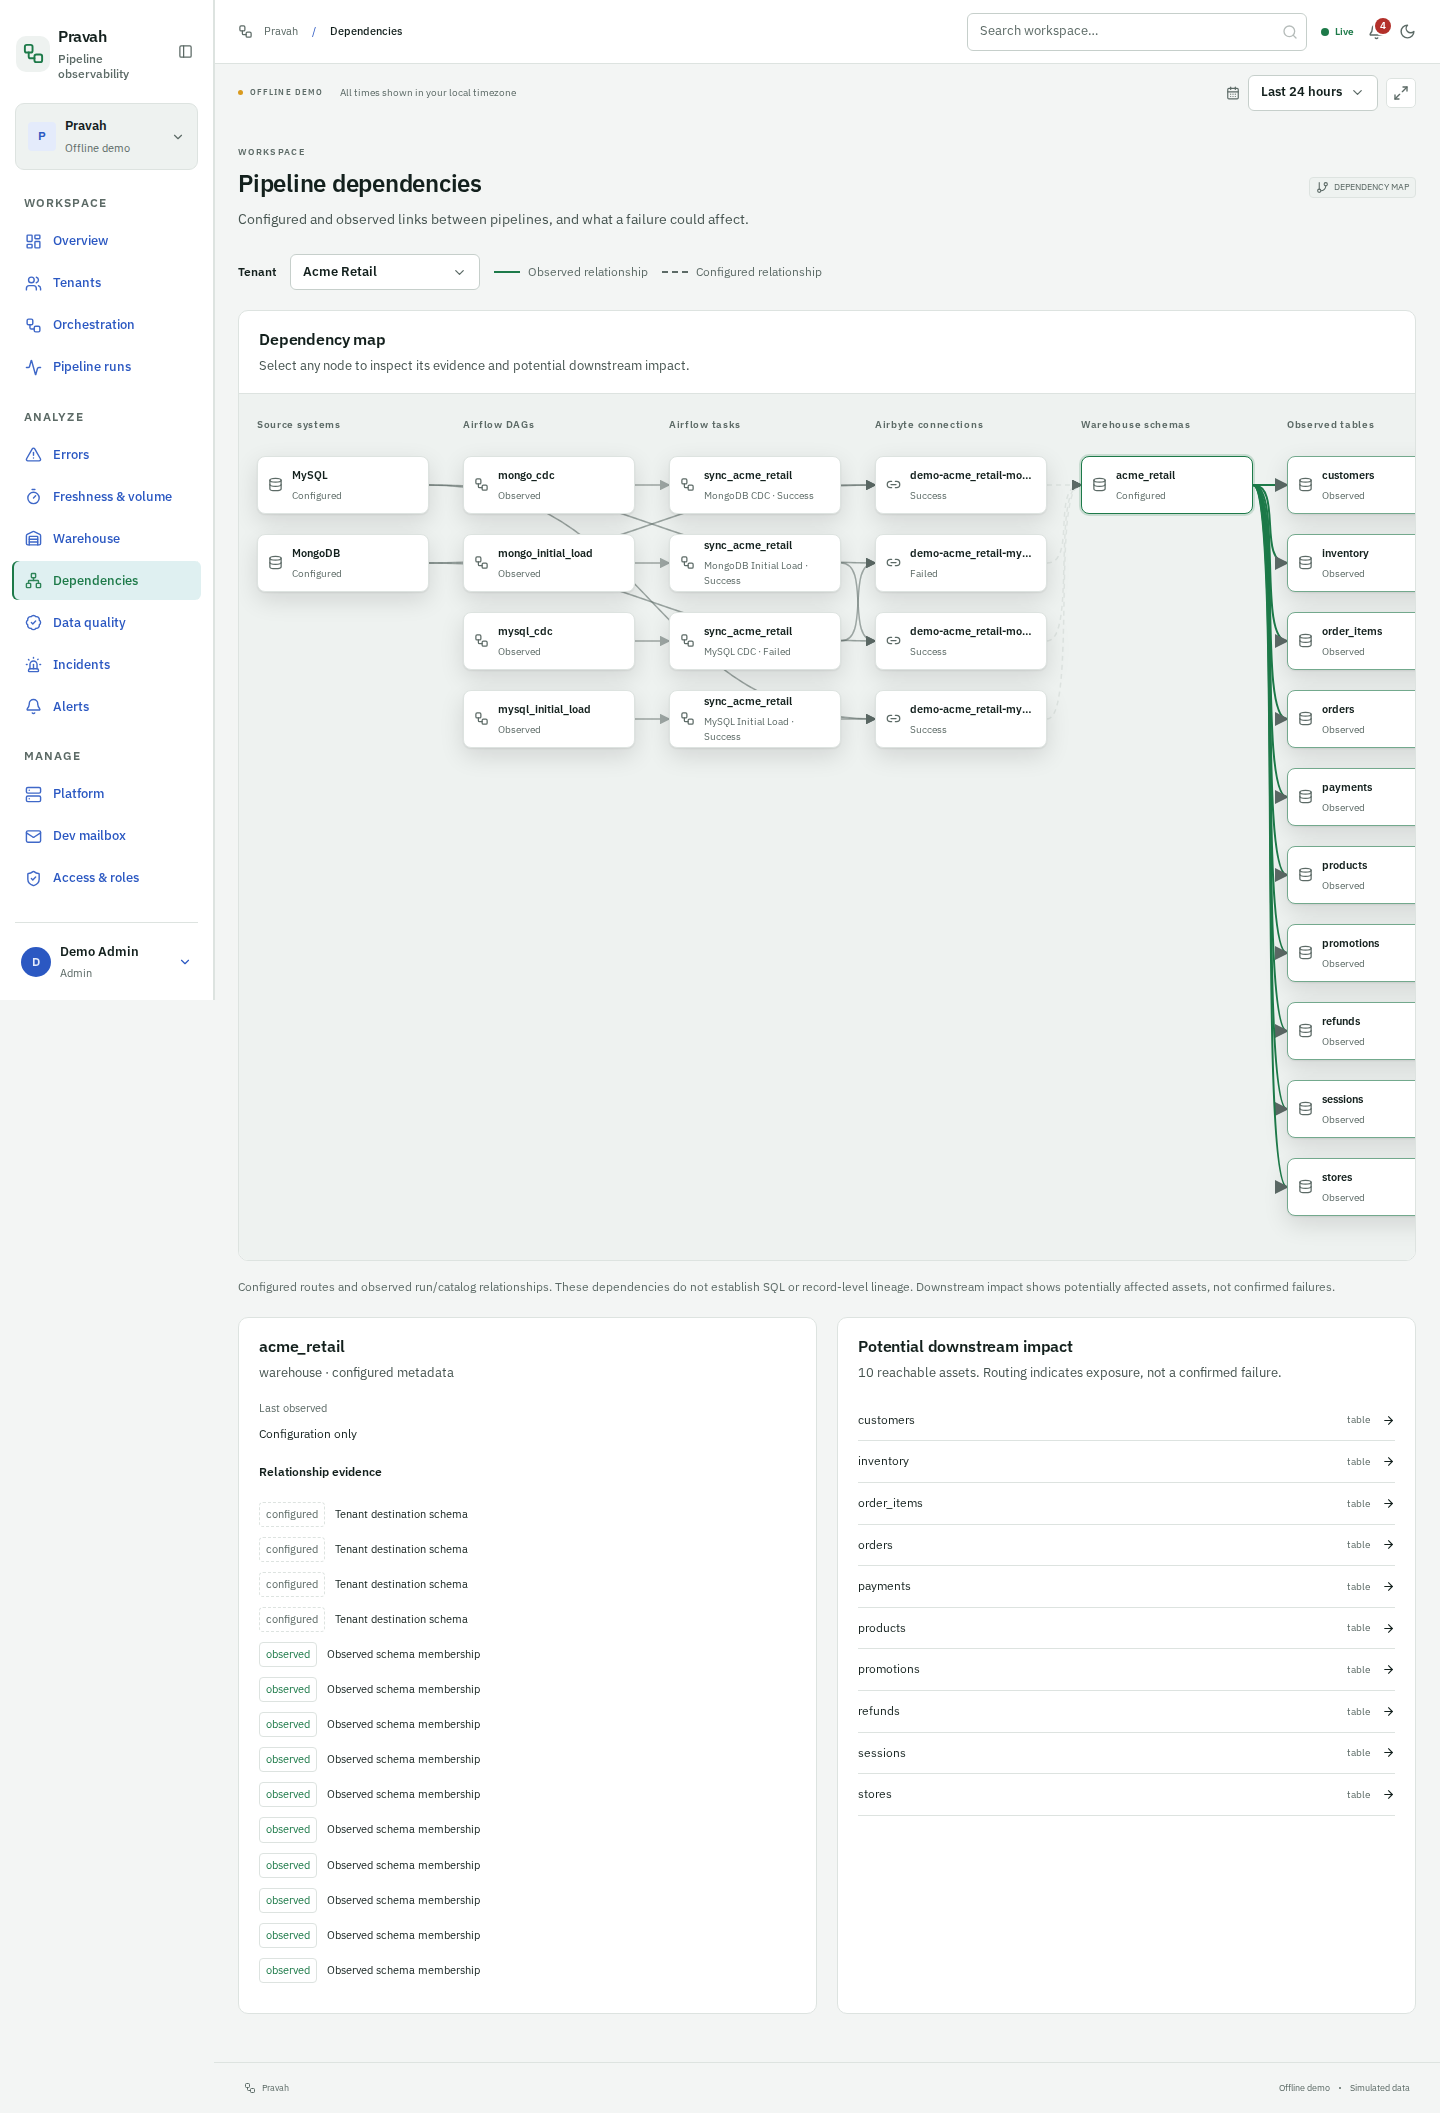 Pravah
Pipeline
observability
P
Pravah
Offline demo
WORKSPACE
Overview
Tenants
Orchestration
Pipeline runs
ANALYZE
Errors
Freshness & volume
Warehouse
Dependencies
Data quality
Incidents
Alerts
MANAGE
Platform
Dev mailbox
Access & roles
D
Demo Admin
Admin
Pravah / Dependencies
Search workspace...
Live
4
OFFLINE DEMO All times shown in your local timezone
Last 24 hours
WORKSPACE
Pipeline dependencies
DEPENDENCY MAP
Configured and observed links between pipelines, and what a failure could affect.
Tenant Acme Retail Observed relationship Configured relationship
Dependency map
Select any node to inspect its evidence and potential downstream impact.
Source systems
MySQL
Configured
MongoDB
Configured
Airflow DAGs
mongo_cdc
Observed
mongo_initial_load
Observed
mysql_cdc
Observed
mysql_initial_load
Observed
Airflow tasks
sync_acme_retail
MongoDB CDC · Success
sync_acme_retail
MongoDB Initial Load ·
Success
sync_acme_retail
MySQL CDC · Failed
sync_acme_retail
MySQL Initial Load ·
Success
Airbyte connections
demo-acme_retail-mo...
Success
demo-acme_retail-my...
Failed
demo-acme_retail-mo...
Success
demo-acme_retail-my...
Success
Warehouse schemas
acme_retail
Configured
Observed tables
customers
Observed
inventory
Observed
order_items
Observed
orders
Observed
payments
Observed
products
Observed
promotions
Observed
refunds
Observed
sessions
Observed
stores
Observed
Configured routes and observed run/catalog relationships. These dependencies do not establish SQL or record-level lineage. Downstream impact shows potentially affected assets, not confirmed failures.
acme_retail
warehouse · configured metadata
Last observed
Configuration only
Relationship evidence
configured Tenant destination schema
configured Tenant destination schema
configured Tenant destination schema
configured Tenant destination schema
observed Observed schema membership
observed Observed schema membership
observed Observed schema membership
observed Observed schema membership
observed Observed schema membership
observed Observed schema membership
observed Observed schema membership
observed Observed schema membership
observed Observed schema membership
observed Observed schema membership
Potential downstream impact
10 reachable assets. Routing indicates exposure, not a confirmed failure.
customers table
inventory table
order_items table
orders table
payments table
products table
promotions table
refunds table
sessions table
stores table
Pravah
Offline demo · Simulated data